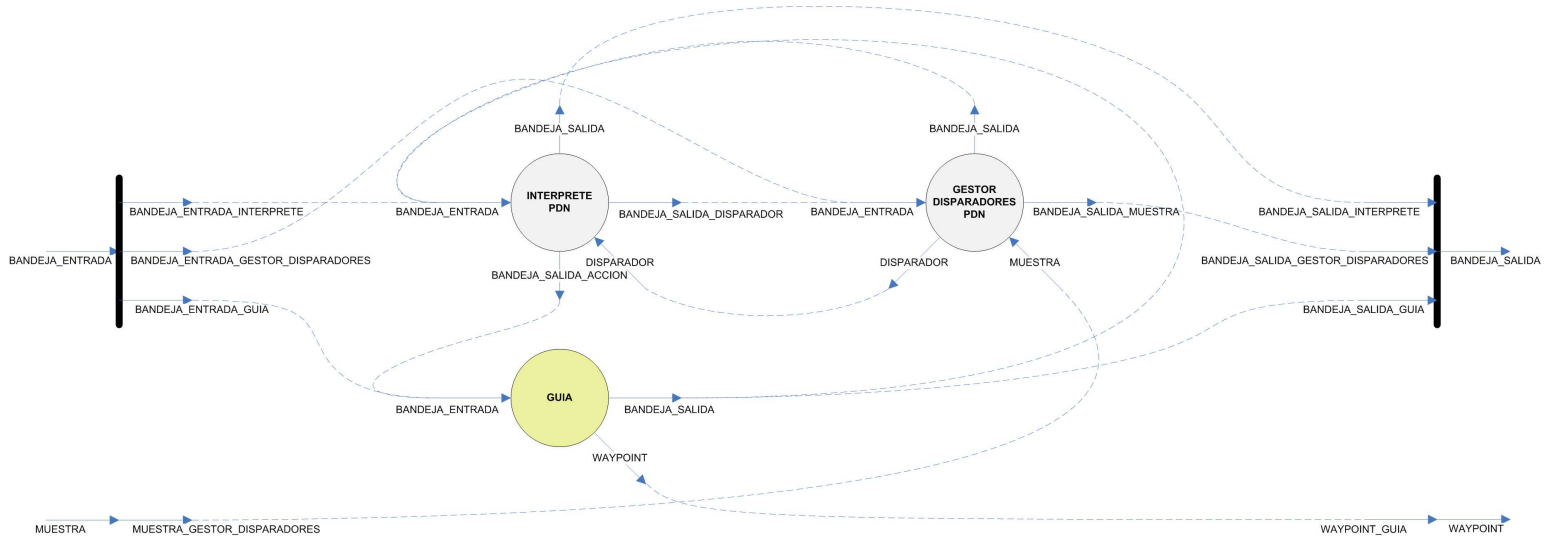 BANDEJA_SALIDA
BANDEJA_SALIDA
INTERPRETE
PDN
GESTOR
DISPARADORES
PDN
BANDEJA_ENTRADA_INTERPRETE
BANDEJA_ENTRADA
BANDEJA_SALIDA_DISPARADOR
BANDEJA_ENTRADA
BANDEJA_SALIDA_MUESTRA
BANDEJA_SALIDA_INTERPRETE
BANDEJA_ENTRADA
BANDEJA_ENTRADA_GESTOR_DISPARADORES
DISPARADOR
BANDEJA_SALIDA_ACCION
DISPARADOR
MUESTRA
BANDEJA_SALIDA_GESTOR_DISPARADORES
BANDEJA_SALIDA
BANDEJA_ENTRADA_GUIA
BANDEJA_SALIDA_GUIA
GUIA
BANDEJA_ENTRADA
BANDEJA_SALIDA
WAYPOINT
MUESTRA
MUESTRA_GESTOR_DISPARADORES
WAYPOINT_GUIA
WAYPOINT